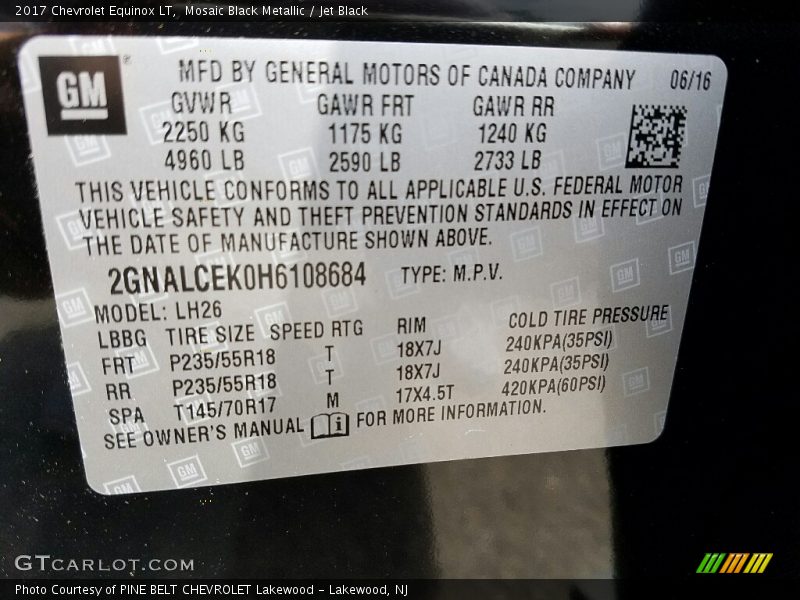 2017 Chevrolet Equinox LT, Mosaic Black Metallic / Jet Black
GM
MFD BY GENERAL MOTORS OF CANADA COMPANY 06/16
GVWR GAWR FRT GAWR RR
2250 KG 1175 KG 1240 KG
4960 LB 2590 LB 2733 LB
THIS VEHICLE CONFORMS TO ALL APPLICABLE U.S. FEDERAL MOTOR
VEHICLE SAFETY AND THEFT PREVENTION STANDARDS IN EFFECT ON
THE DATE OF MANUFACTURE SHOWN ABOVE.
2GNALCEK0H6108684 TYPE: M.P.V.
MODEL: LH26
LBBG TIRE SIZE SPEED RTG RIM COLD TIRE PRESSURE
FRT P235/55R18 T 18X7J 240KPA(35PSI)
RR P235/55R18 T 18X7J 240KPA(35PSI)
SPA T145/70R17 M 17X4.5T 420KPA(60PSI)
SEE OWNER'S MANUAL i FOR MORE INFORMATION.
GTCARLOT.COM
Photo Courtesy of PINE BELT CHEVROLET Lakewood - Lakewood, NJ